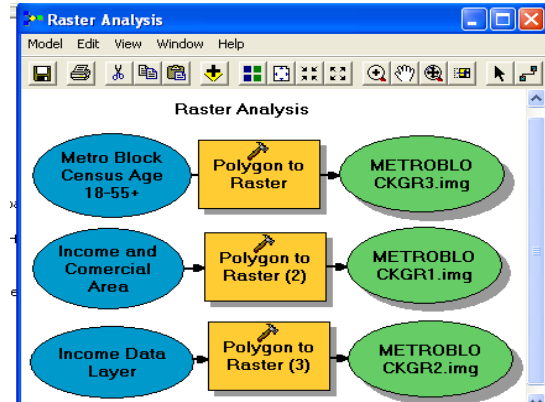 Raster Analysis
Model Edit View Window Help
Raster Analysis
Metro Block
Census Age
18-55+
Polygon to
Raster
METROBLO
CKGR3.img
Income and
Comercial
Area
Polygon to
Raster (2)
METROBLO
CKGR1.img
Income Data
Layer
Polygon to
Raster (3)
METROBLO
CKGR2.img